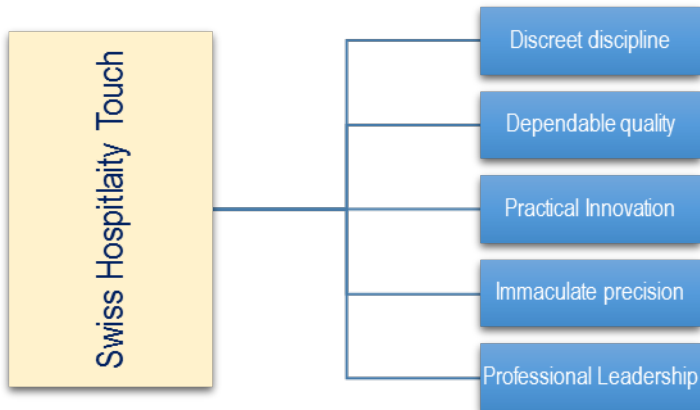 Swiss Hospitlaity Touch
Discreet discipline
Dependable quality
Practical Innovation
Immaculate precision
Professional Leadership